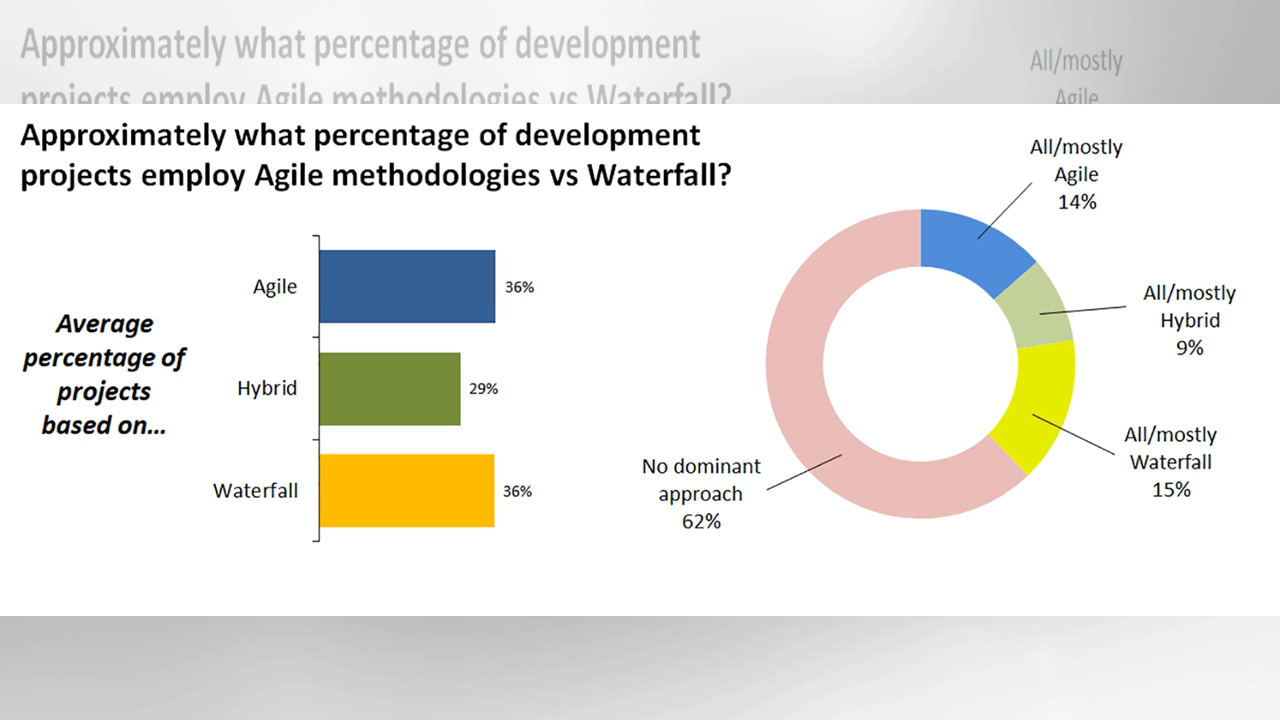 Approximately what percentage of development
projects employ Agile methodologies vs Waterfall?
All/mostly
Agile
Approximately what percentage of development
projects employ Agile methodologies vs Waterfall?
Average
percentage of
projects
based on...
Agile
36%
Hybrid
29%
Waterfall
36%
All/mostly
Agile
14%
All/mostly
Hybrid
9%
All/mostly
Waterfall
15%
No dominant
approach
62%